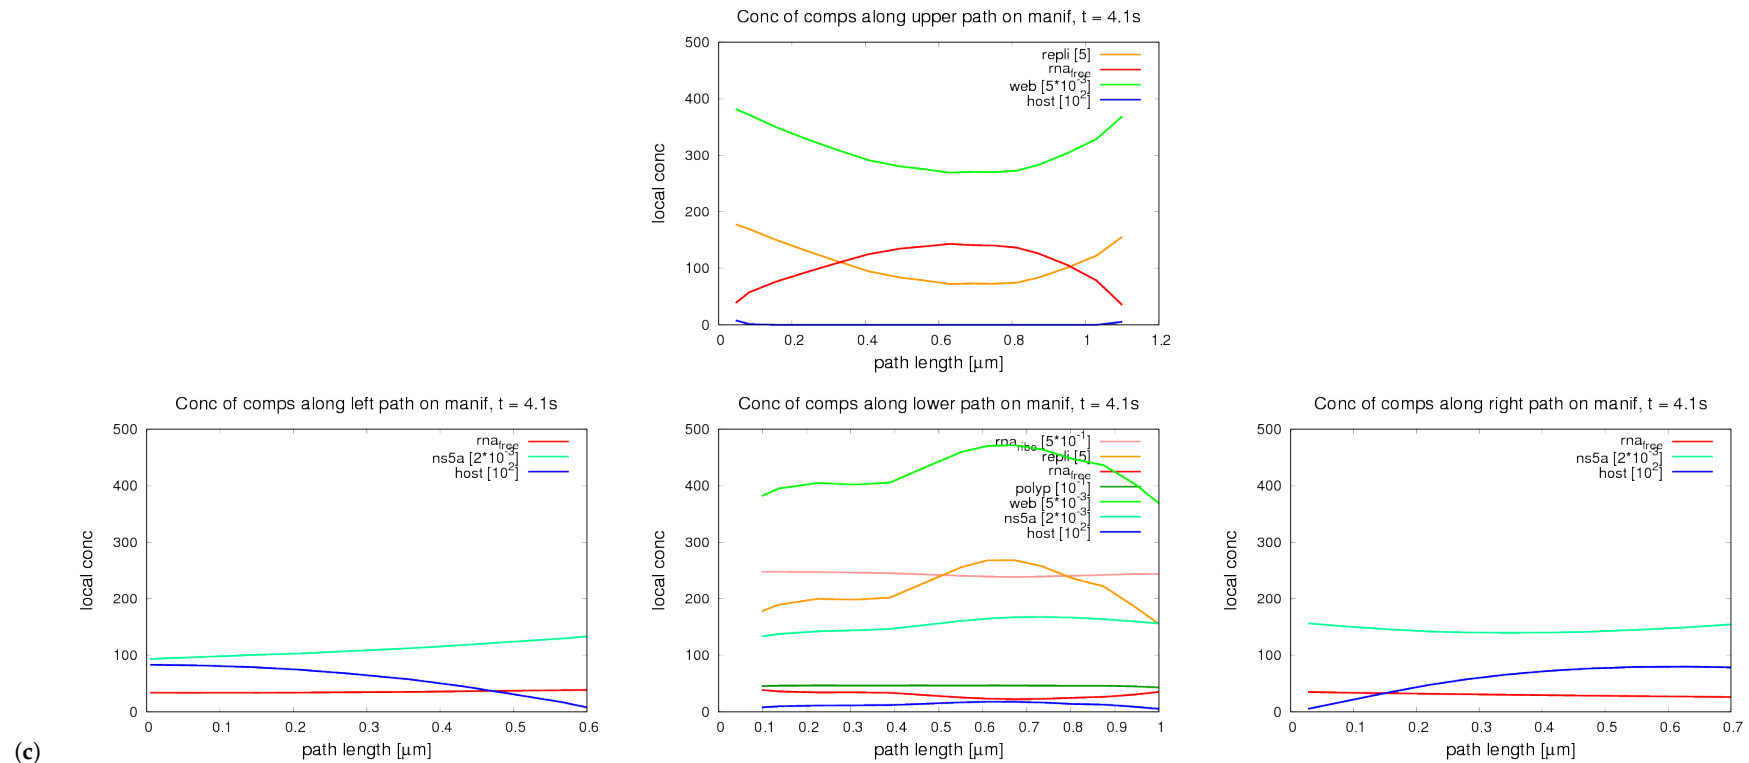 Conc of comps along upper path on manif, t = 4.1s
500
400
300
200
100
0
local conc
repli [5]
rna_free
web [5*10^-3]
host [10^2]
0 0.2 0.4 0.6 0.8 1 1.2
path length [μm]
Conc of comps along left path on manif, t = 4.1s
500
400
300
200
100
0
local conc
rna_free
ns5a [2*10^-3]
host [10^2]
0 0.1 0.2 0.3 0.4 0.5 0.6
path length [μm]
Conc of comps along lower path on manif, t = 4.1s
500
400
300
200
100
0
local conc
rna_ribo [5*10^-1]
repli [5]
rna_free
polyp [10^-1]
web [5*10^-3]
ns5a [2*10^-3]
host [10^2]
0 0.1 0.2 0.3 0.4 0.5 0.6 0.7 0.8 0.9 1
path length [μm]
Conc of comps along right path on manif, t = 4.1s
500
400
300
200
100
0
local conc
rna_free
ns5a [2*10^-3]
host [10^2]
0 0.1 0.2 0.3 0.4 0.5 0.6 0.7
path length [μm]
(c)